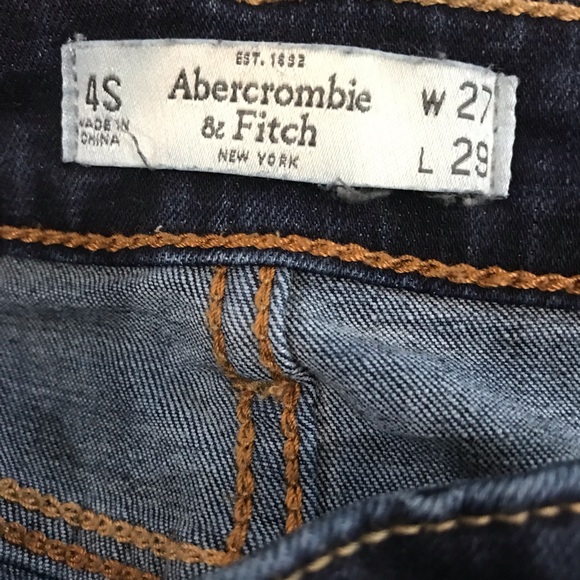 4S
MADE IN
CHINA
EST. 1892
Abercrombie
& Fitch
NEW YORK
W 27
L 29